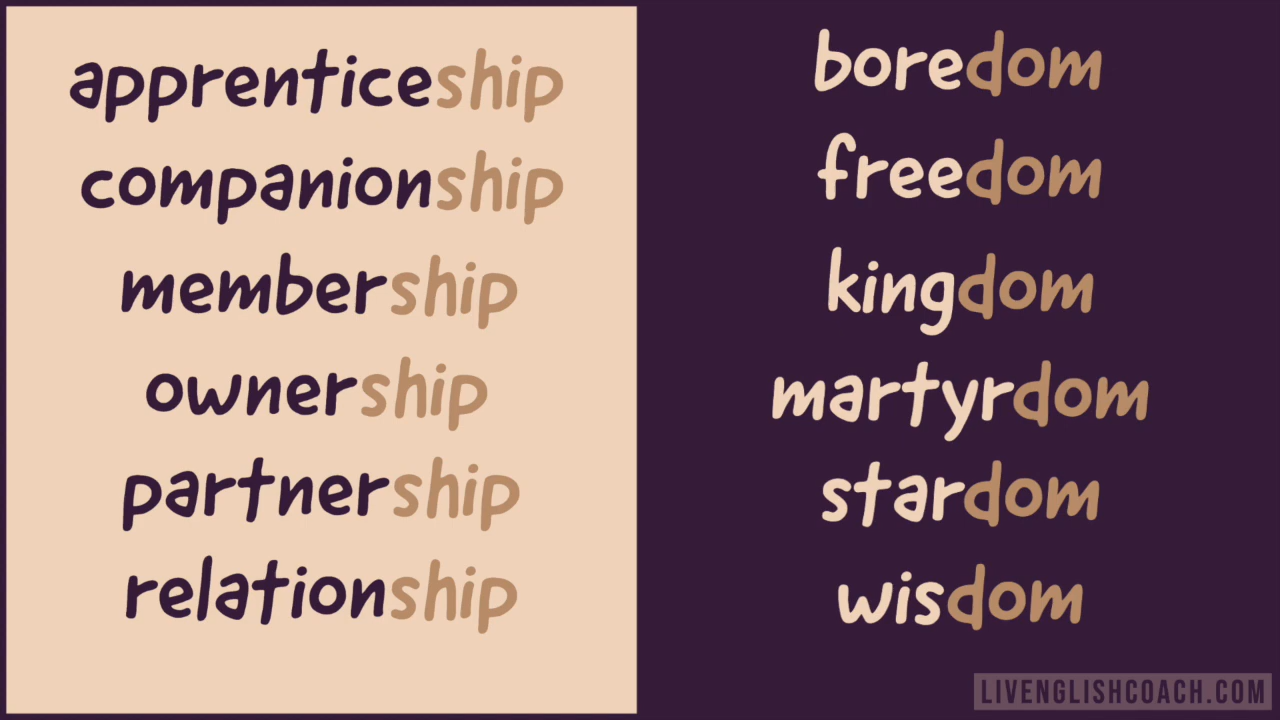 apprenticeship
companionship
membership
ownership
partnership
relationship
boredom
freedom
kingdom
martyrdom
stardom
wisdom
LIVENGLISHCOACH.COM